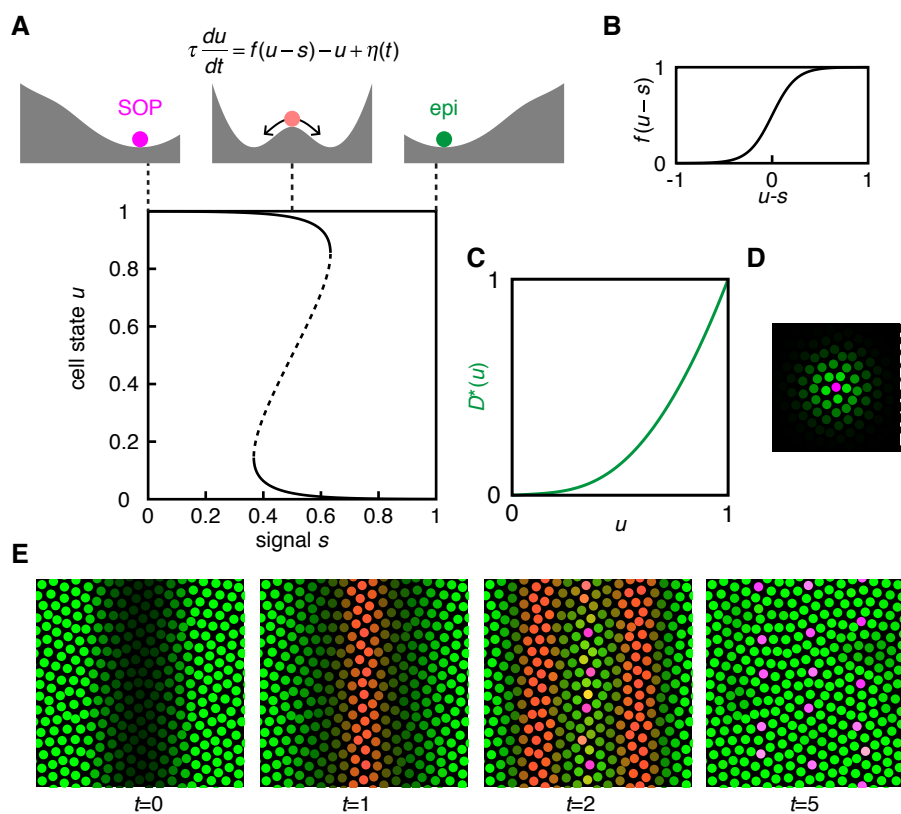 A
τ du/dt = f(u−s)−u+η(t)
SOP
epi
1
0.8
0.6
0.4
0.2
0
cell state u
0 0.2 0.4 0.6 0.8 1
signal s
B
f(u−s)
1
0
-1 0 1
u-s
C
D*(u)
1
0
0 1
u
D
E
t=0 t=1 t=2 t=5